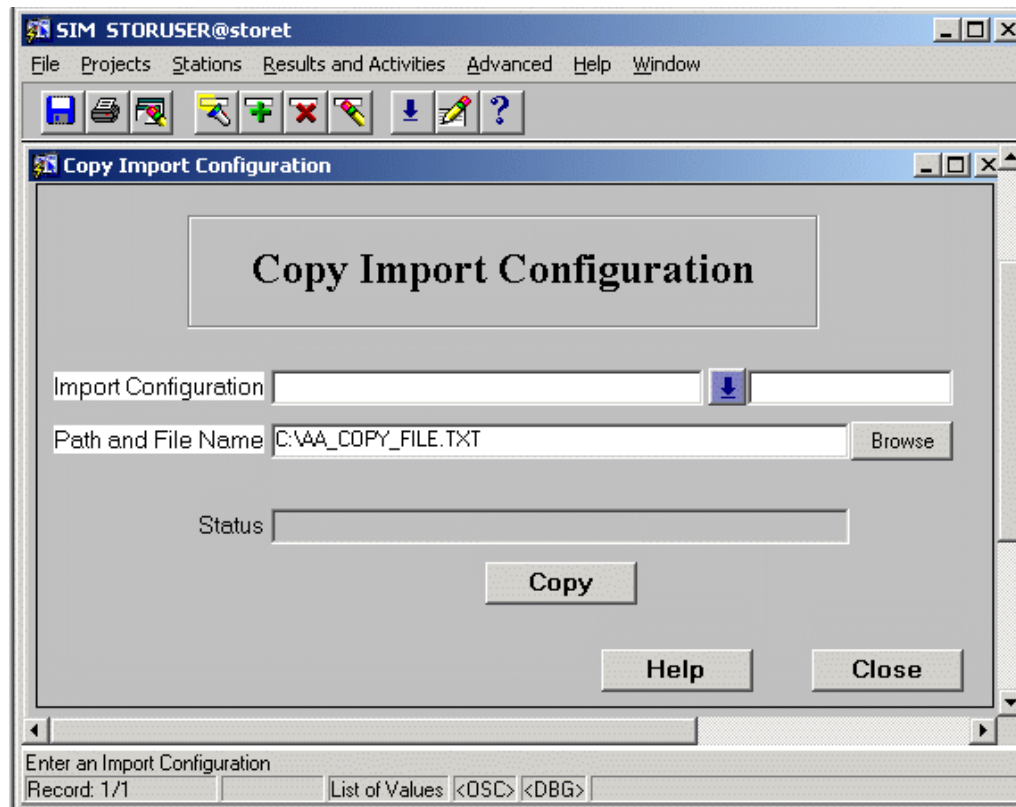 SIM STORUSER@storet
File Projects Stations Results and Activities Advanced Help Window
Copy Import Configuration
Copy Import Configuration
Import Configuration
Path and File Name C:\AA_COPY_FILE.TXT Browse
Status
Copy
Help Close
Enter an Import Configuration
Record: 1/1 List of Values <OSC> <DBG>